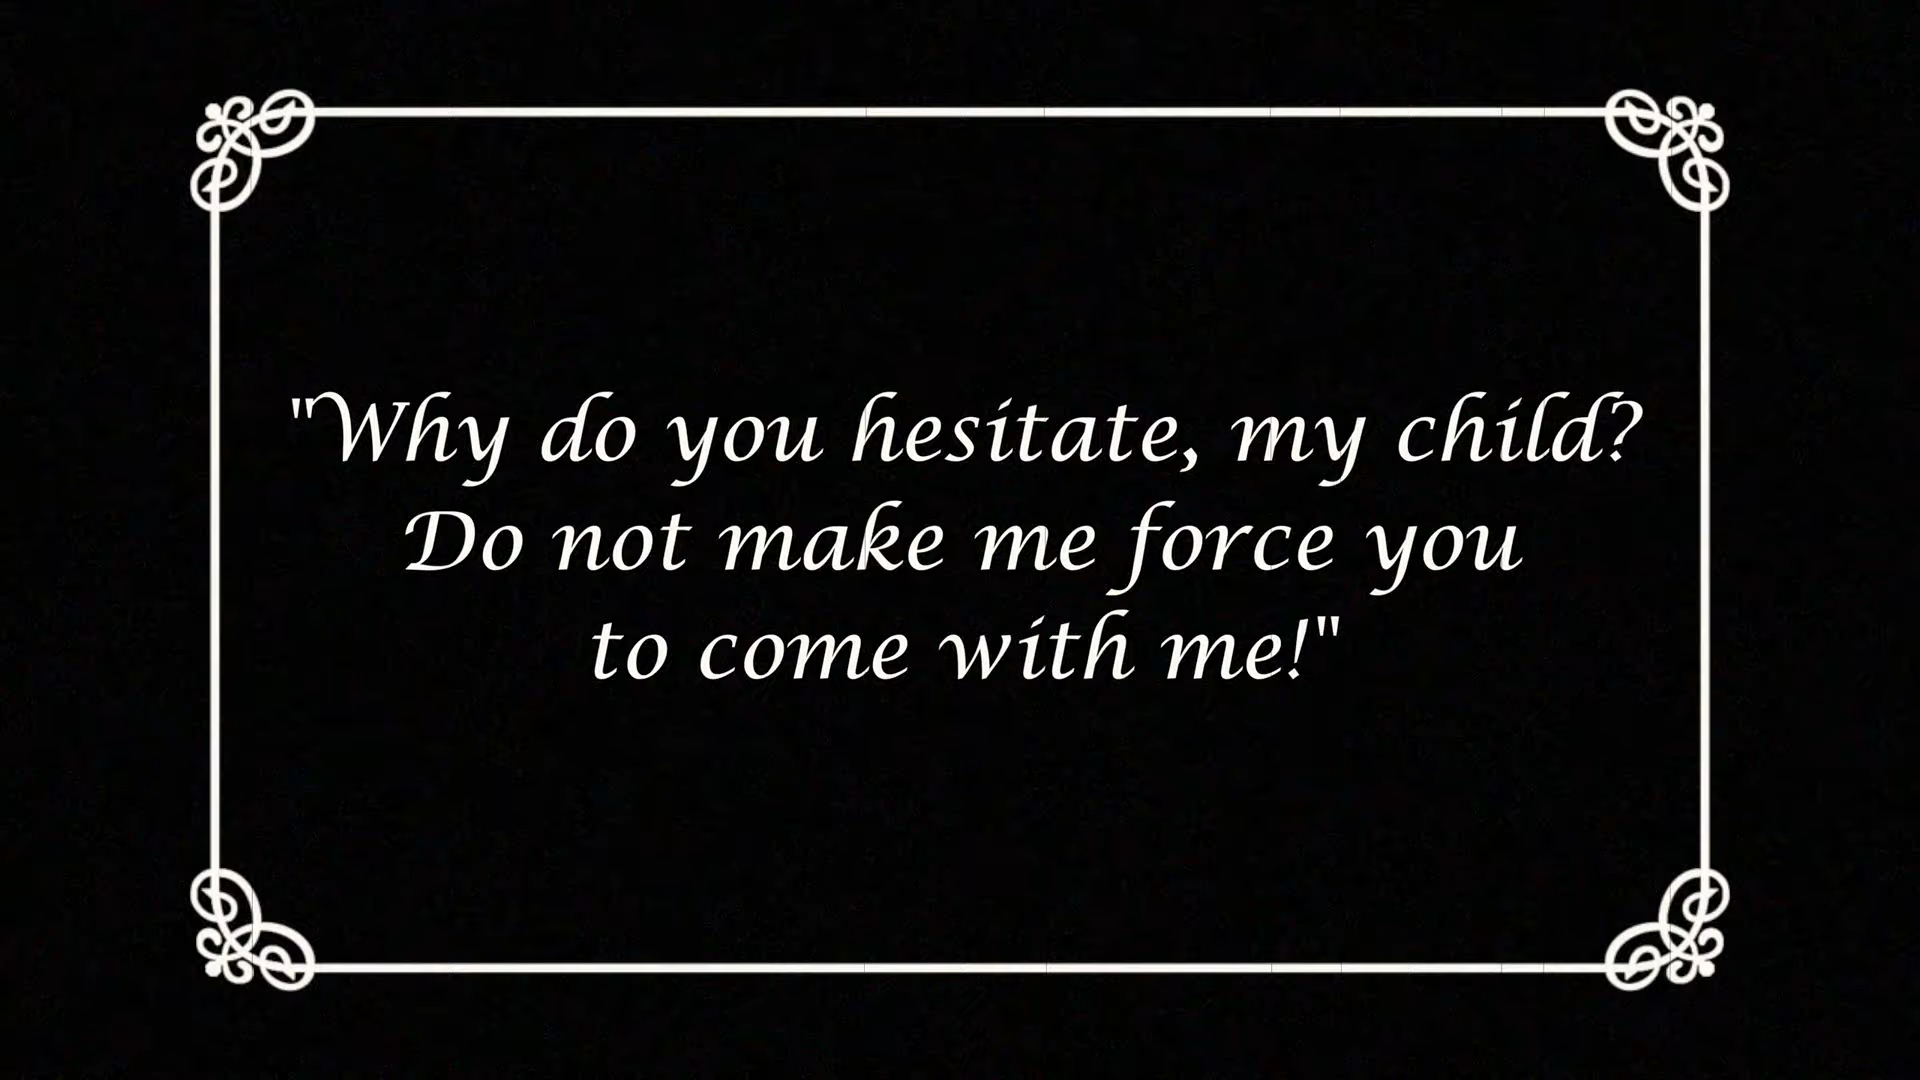 "Why do you hesitate, my child?
Do not make me force you
to come with me!"